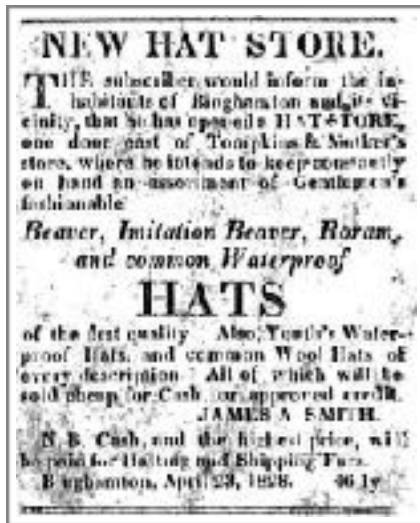 NEW HAT STORE.
THE subscriber would inform the in-
habitants of Binghamton and its vi-
cinity, that he has opened a HAT STORE,
one door east of Tompkins &
store, where he intends to keep constantly
on hand an assortment of Gentlemen's
fashionable
Beaver, Imitation Beaver, Roram,
and common Waterproof
HATS
of the first quality Also, Youth's Water-
proof Hats, and common Wool Hats of
every description All of which will be
sold cheap for Cash or approved credit.
JAMES A SMITH.
N. B. Cash, and the highest price, will
be paid for Hatting and Shipping Furs.
Binghamton, April 23, 1828. 46 1y